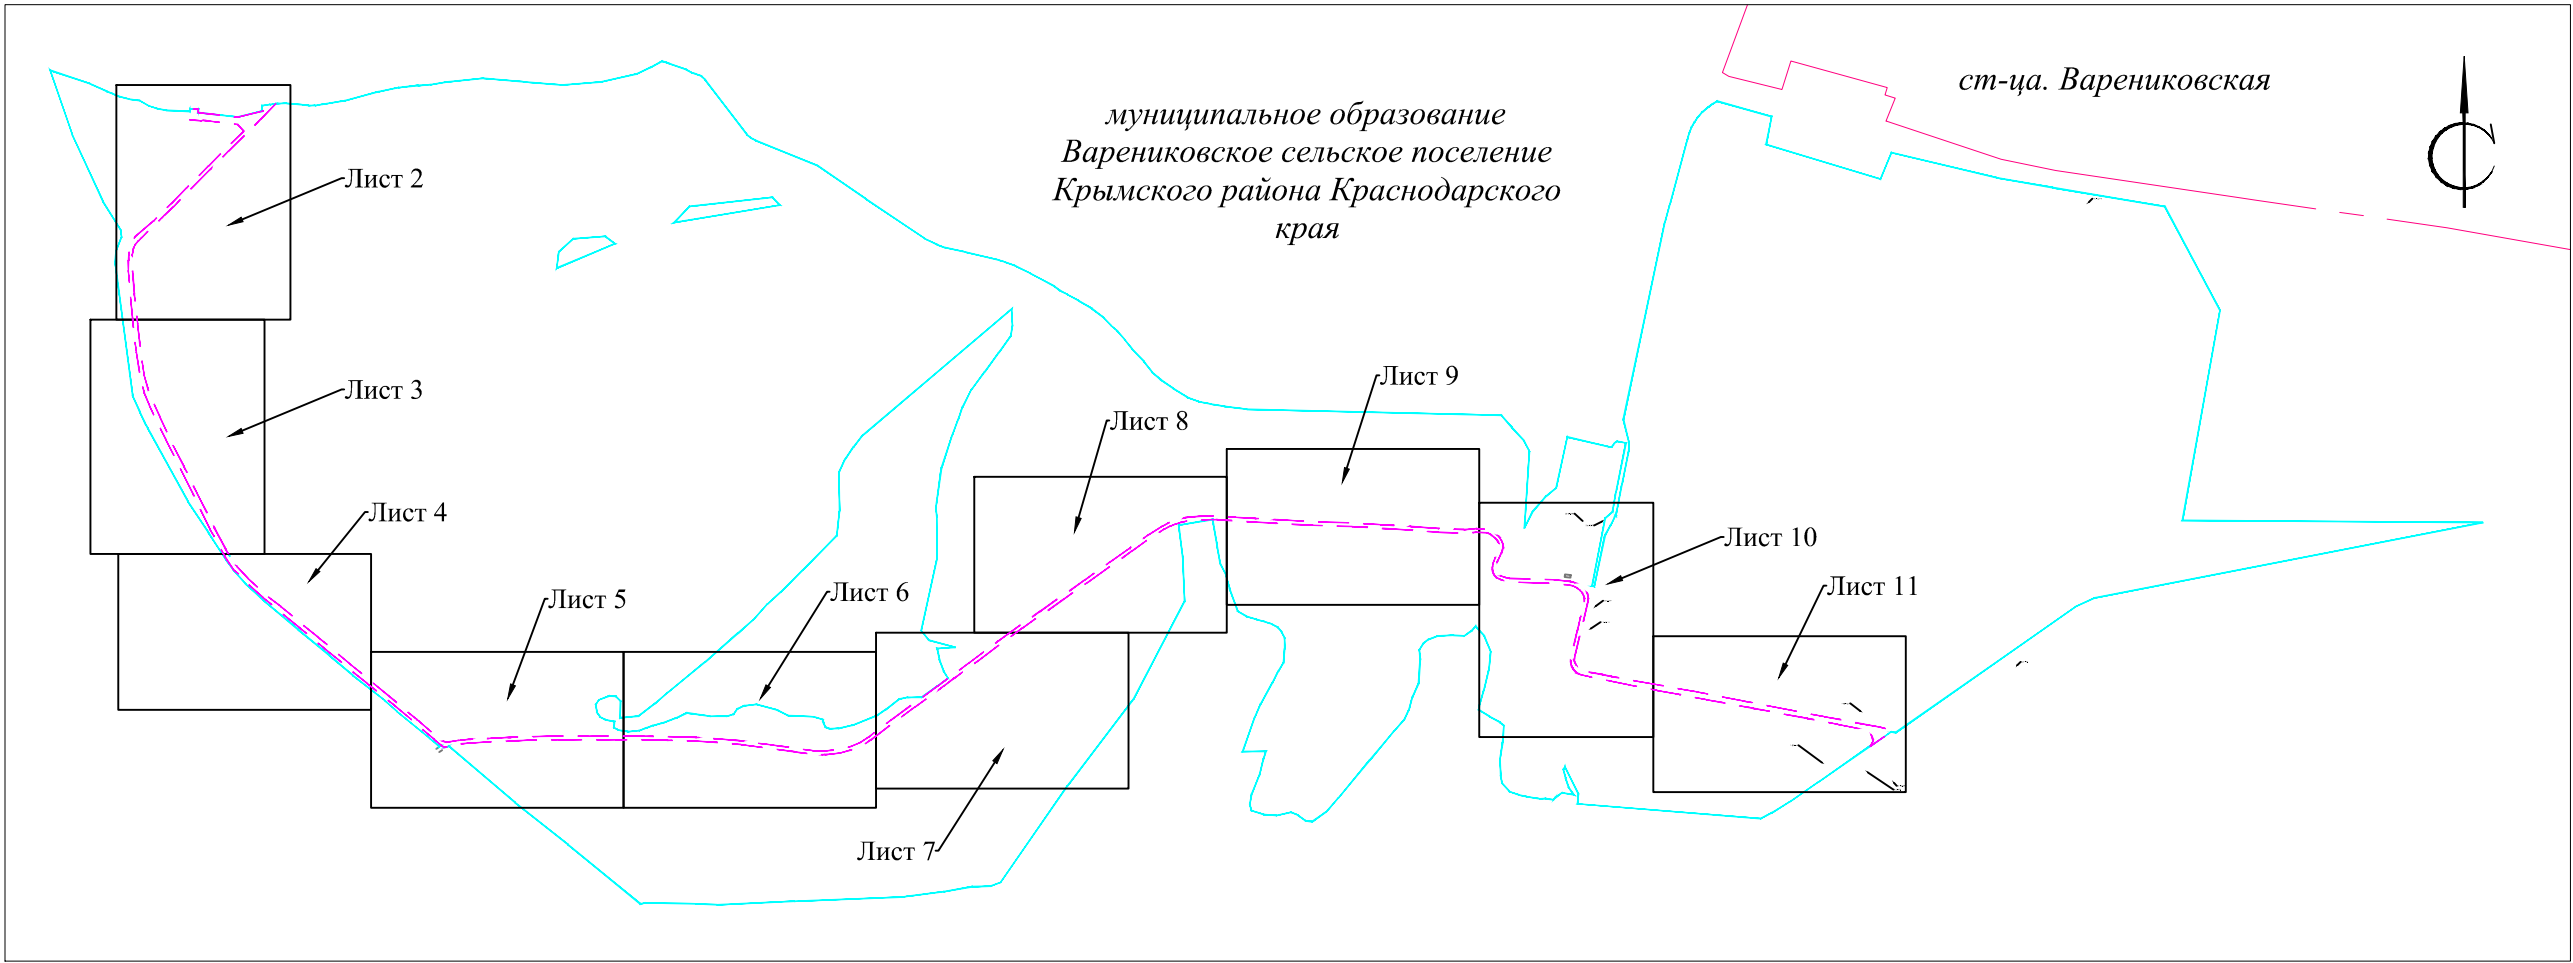 ст-ца. Варениковская
муниципальное образование
Варениковское сельское поселение
Крымского района Краснодарского
края
Лист 2
Лист 3
Лист 4
Лист 5
Лист 6
Лист 7
Лист 8
Лист 9
Лист 10
Лист 11
С